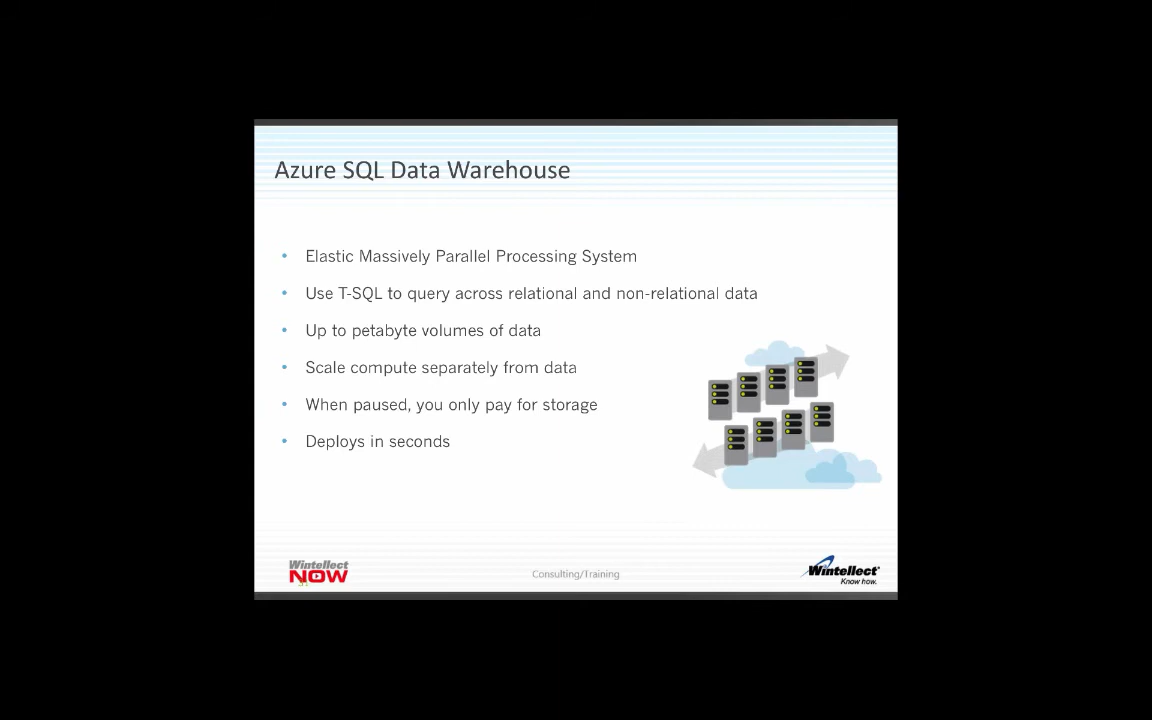 Azure SQL Data Warehouse
• Elastic Massively Parallel Processing System
• Use T-SQL to query across relational and non-relational data
• Up to petabyte volumes of data
• Scale compute separately from data
• When paused, you only pay for storage
• Deploys in seconds
Wintellect
NOW
Consulting/Training
Wintellect
Know how.